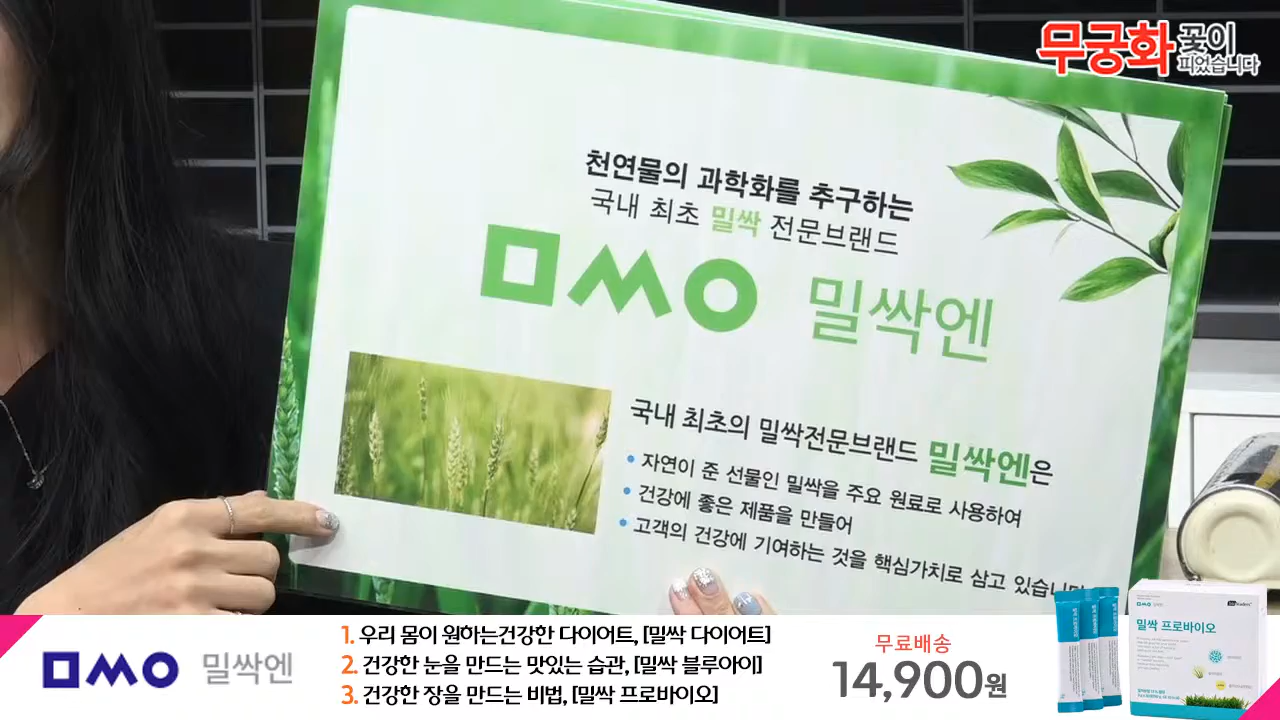 무궁화 꽃이
피었습니다
천연물의 과학화를 추구하는
국내 최초 밀싹 전문브랜드
ㅁㅆㅇ 밀싹엔
국내 최초의 밀싹전문브랜드 밀싹엔은
자연이 준 선물인 밀싹을 주요 원료로 사용하여
건강에 좋은 제품을 만들어
고객의 건강에 기여하는 것을 핵심가치로 삼고 있습니
ㅁㅆㅇ 밀싹엔
1. 우리 몸이 원하는건강한 다이어트, [밀싹 다이어트]
2. 건강한 눈을 만드는 맛있는 습관, [밀싹 블루아이]
3. 건강한 장을 만드는 비법, [밀싹 프로바이오]
무료배송
14,900원
밀싹 프로바이오